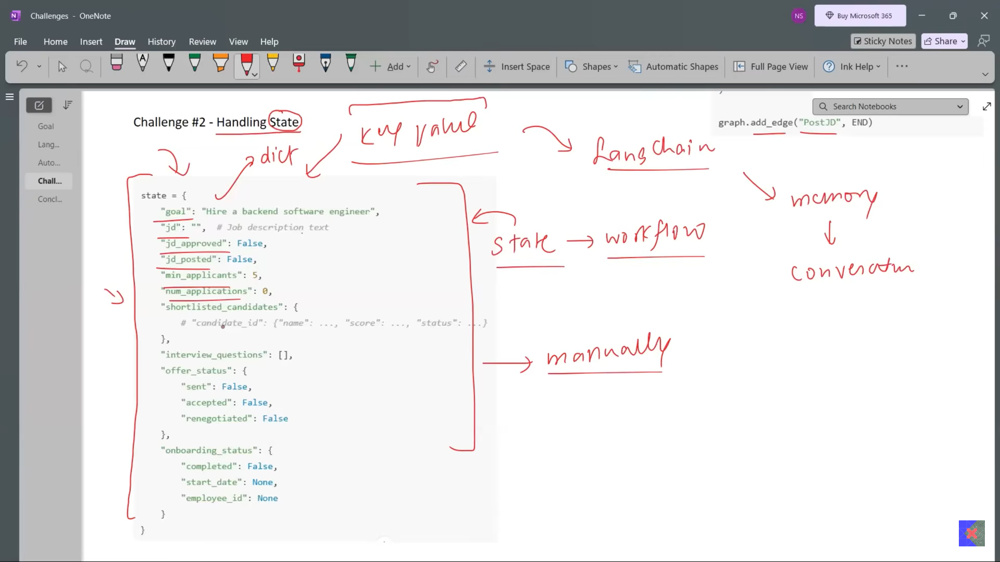 Challenges - OneNote
NS
Buy Microsoft 365
File Home Insert Draw History Review View Help
Sticky Notes
Share
A
Add
Insert Space
Shapes
Automatic Shapes
Full Page View
Ink Help
Search Notebooks
Goal
Lang...
Auto...
Chall...
Concl...
graph.add_edge("PostJD", END)
Challenge #2 - Handling State
key value
dict
LangChain
memory
conversatun
state → workflow
manually
state = {
"goal": "Hire a backend software engineer",
"jd": "", # Job description text
"jd_approved": False,
"jd_posted": False,
"min_applicants": 5,
"num_applications": 0,
"shortlisted_candidates": {
# "candidate_id": {"name": ..., "score": ..., "status": ...}
},
"interview_questions": [],
"offer_status": {
"sent": False,
"accepted": False,
"renegotiated": False
},
"onboarding_status": {
"completed": False,
"start_date": None,
"employee_id": None
}
}